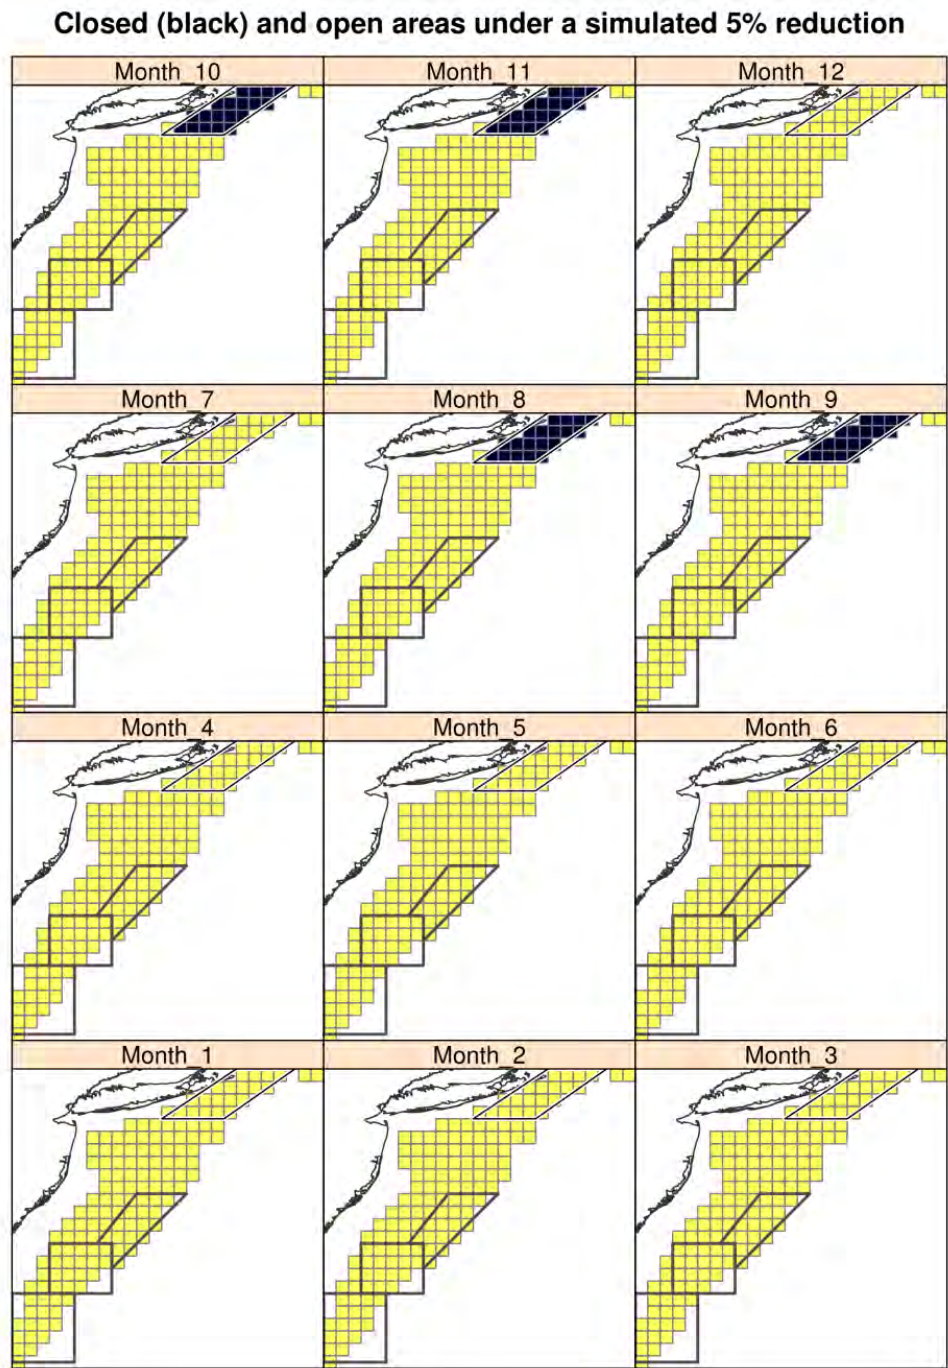 Closed (black) and open areas under a simulated 5% reduction
Month_10
Month_11
Month_12
Month_7
Month_8
Month_9
Month_4
Month_5
Month_6
Month_1
Month_2
Month_3